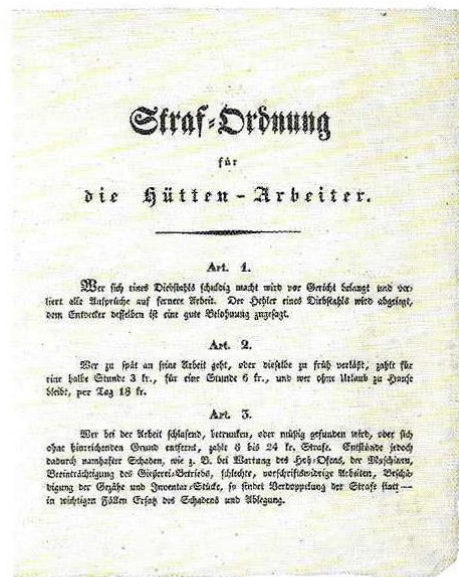 Straf-Ordnung
für
die Hütten-Arbeiter.
Art. 1.
Wer sich eines Diebstahls schuldig macht wird vor Gericht belangt und ver-
liert alle Ansprüche auf fernere Arbeit. Der Hehler eines Diebstahls wird abgelegt,
dem Entdecker desselben ist eine gute Belohnung zugesagt.
Art. 2.
Wer zu spät an seine Arbeit geht, oder dieselbe zu früh verläßt, zahlt für
eine halbe Stunde 3 kr., für eine Stunde 6 kr., und wer ohne Urlaub zu Hause
bleibt, per Tag 18 kr.
Art. 3.
Wer bei der Arbeit schlafend, betrunken, oder müßig gefunden wird, oder sich
ohne hinreichenden Grund entfernt, zahlt 6 bis 24 kr. Strafe. Entstände jedoch
dadurch namhafter Schaden, wie z. B. bei Wartung des Hoh-Ofens, der Maschinen,
Beeinträchtigung des Gießerei-Betriebs, schlechte, vorschriftswidrige Arbeiten, Beschä-
digung der Gezähe und Inventar-Stücke, so findet Verdoppelung der Strafe statt —
in wichtigen Fällen Ersatz des Schadens und Ablegung.